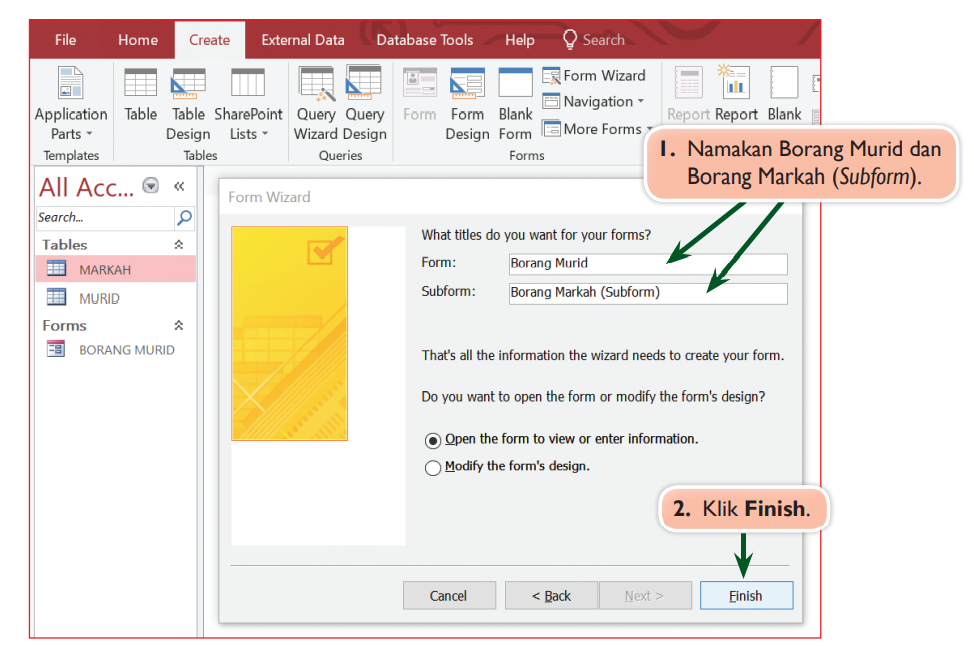 File Home Create External Data Database Tools Help Search
Application Parts
Templates
Table
Table Design
SharePoint Lists
Tables
Query Wizard
Query Design
Queries
Form
Form Design
Blank Form
Form Wizard
Navigation
More Forms
Forms
Report Report Blank
1. Namakan Borang Murid dan
Borang Markah (Subform).
All Acc... «
Search...
Tables
MARKAH
MURID
Forms
BORANG MURID
Form Wizard
What titles do you want for your forms?
Form: Borang Murid
Subform: Borang Markah (Subform)
That's all the information the wizard needs to create your form.
Do you want to open the form or modify the form's design?
Open the form to view or enter information.
Modify the form's design.
2. Klik Finish.
Cancel < Back Next > Finish